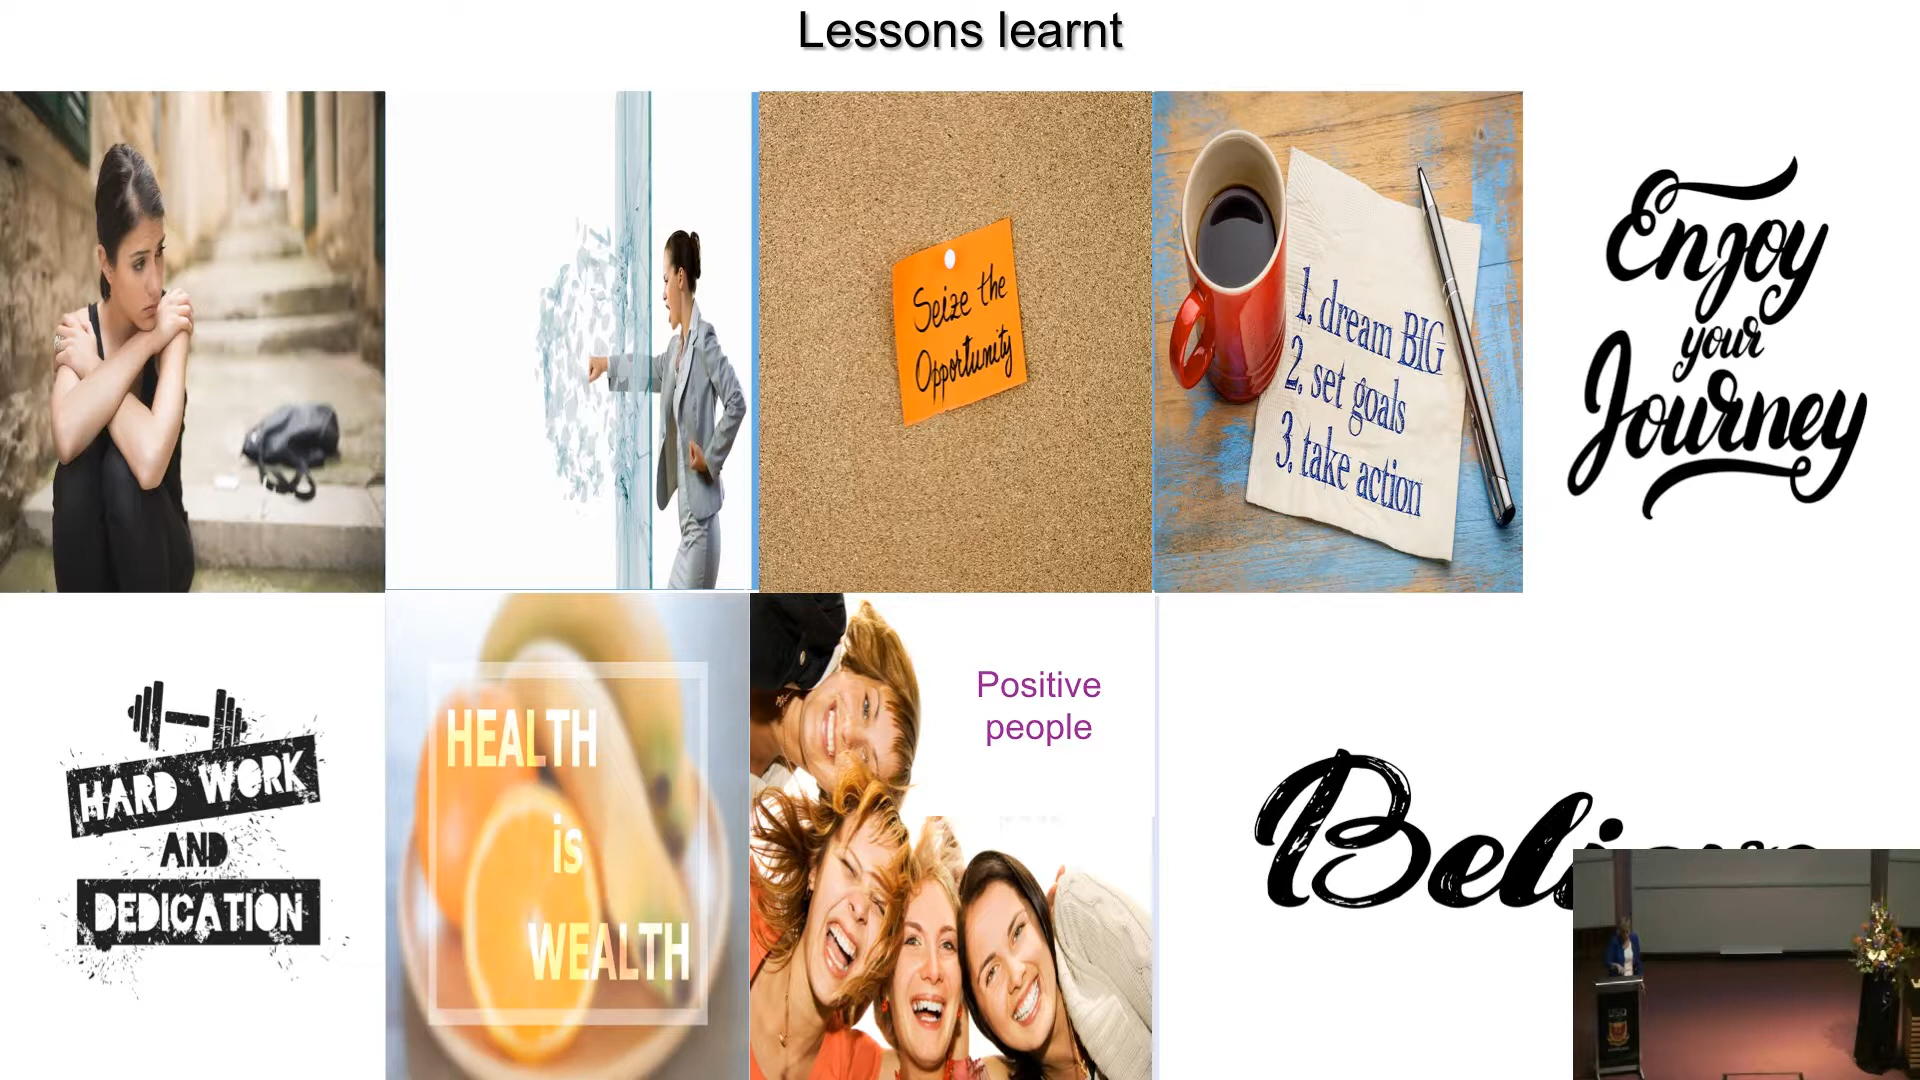 Lessons learnt
Seize the
Opportunity
1. dream BIG
2. set goals
3. take action
Enjoy
your
Journey
HARD WORK
AND
DEDICATION
HEALTH
is
WEALTH
Positive
people